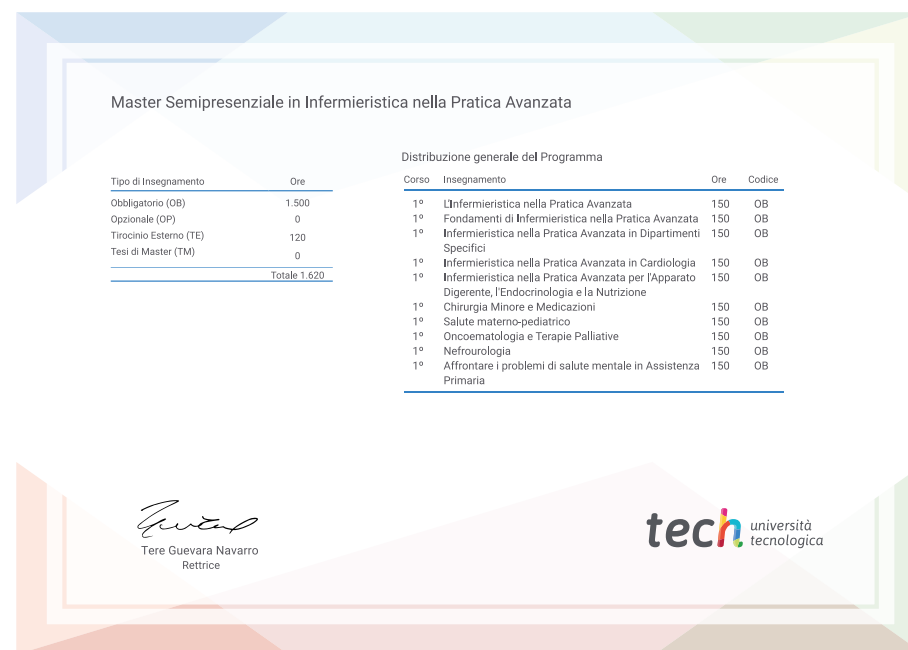 Master Semipresenziale in Infermieristica nella Pratica Avanzata
Tipo di Insegnamento Ore
Obbligatorio (OB) 1.500
Opzionale (OP) 0
Tirocinio Esterno (TE) 120
Tesi di Master (TM) 0
Totale 1.620
Distribuzione generale del Programma
Corso Insegnamento Ore Codice
1º L'Infermieristica nella Pratica Avanzata 150 OB
1º Fondamenti di Infermieristica nella Pratica Avanzata 150 OB
1º Infermieristica nella Pratica Avanzata in Dipartimenti 150 OB
Specifici
1º Infermieristica nella Pratica Avanzata in Cardiologia 150 OB
1º Infermieristica nella Pratica Avanzata per l'Apparato 150 OB
Digerente, l'Endocrinologia e la Nutrizione
1º Chirurgia Minore e Medicazioni 150 OB
1º Salute materno-pediatrico 150 OB
1º Oncoematologia e Terapie Palliative 150 OB
1º Nefrourologia 150 OB
1º Affrontare i problemi di salute mentale in Assistenza 150 OB
Primaria
Tere Guevara Navarro
Rettrice
tech università
tecnologica